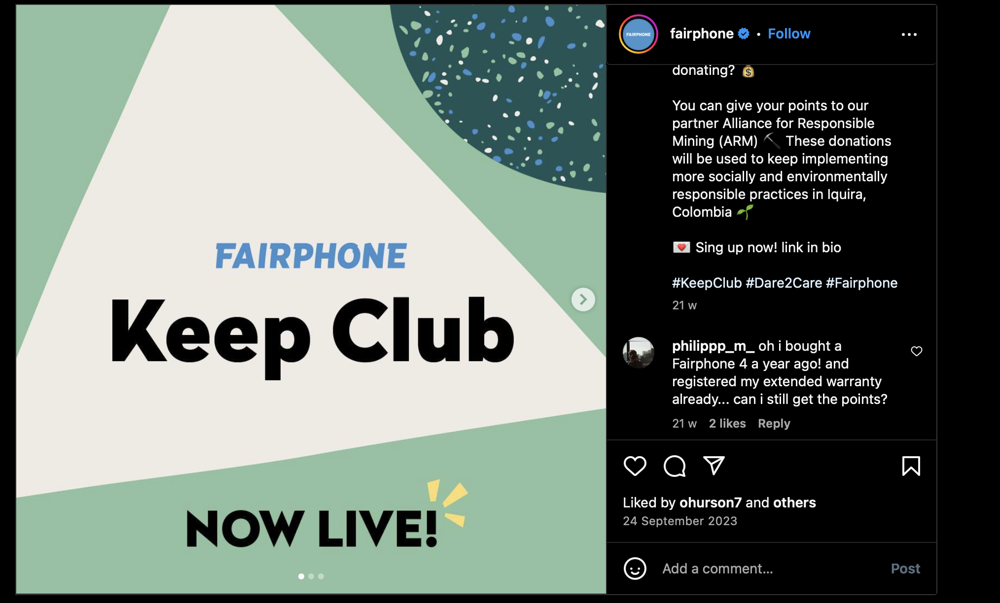 FAIRPHONE
Keep Club
NOW LIVE!
FAIRPHONE
fairphone • Follow
donating? 💰
You can give your points to our
partner Alliance for Responsible
Mining (ARM) ⛏️ These donations
will be used to keep implementing
more socially and environmentally
responsible practices in Iquira,
Colombia 🌱
💌 Sing up now! link in bio
#KeepClub #Dare2Care #Fairphone
21 w
philippp_m_ oh i bought a
Fairphone 4 a year ago! and
registered my extended warranty
already... can i still get the points?
21 w 2 likes Reply
Liked by ohurson7 and others
24 September 2023
Add a comment...
Post